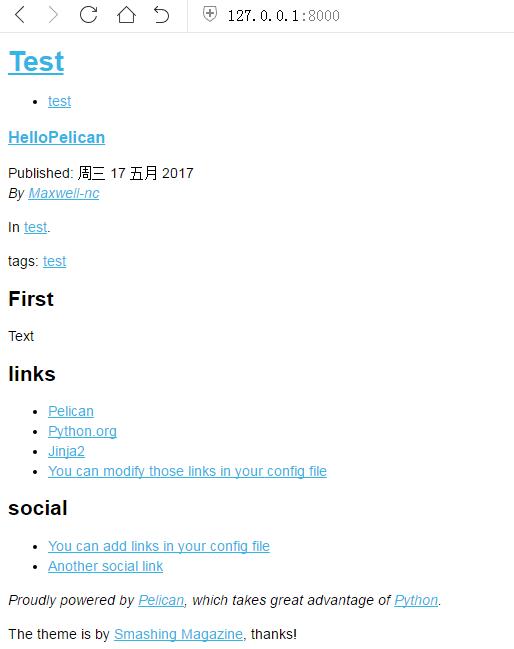 127.0.0.1:8000
Test
test
HelloPelican
Published: 周三 17 五月 2017
By Maxwell-nc
In test.
tags: test
First
Text
links
Pelican
Python.org
Jinja2
You can modify those links in your config file
social
You can add links in your config file
Another social link
Proudly powered by Pelican, which takes great advantage of Python.
The theme is by Smashing Magazine, thanks!